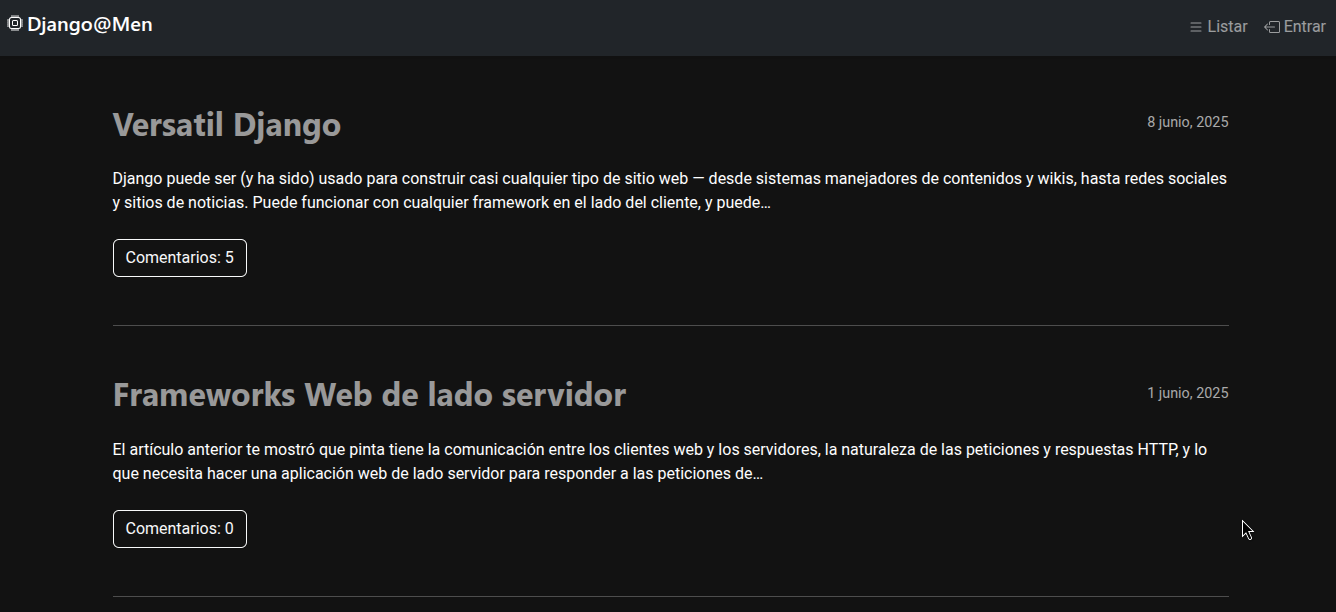 Django@Men
Listar
Entrar
Versatil Django
8 junio, 2025
Django puede ser (y ha sido) usado para construir casi cualquier tipo de sitio web — desde sistemas manejadores de contenidos y wikis, hasta redes sociales
y sitios de noticias. Puede funcionar con cualquier framework en el lado del cliente, y puede…
Comentarios: 5
Frameworks Web de lado servidor
1 junio, 2025
El artículo anterior te mostró que pinta tiene la comunicación entre los clientes web y los servidores, la naturaleza de las peticiones y respuestas HTTP, y lo
que necesita hacer una aplicación web de lado servidor para responder a las peticiones de…
Comentarios: 0